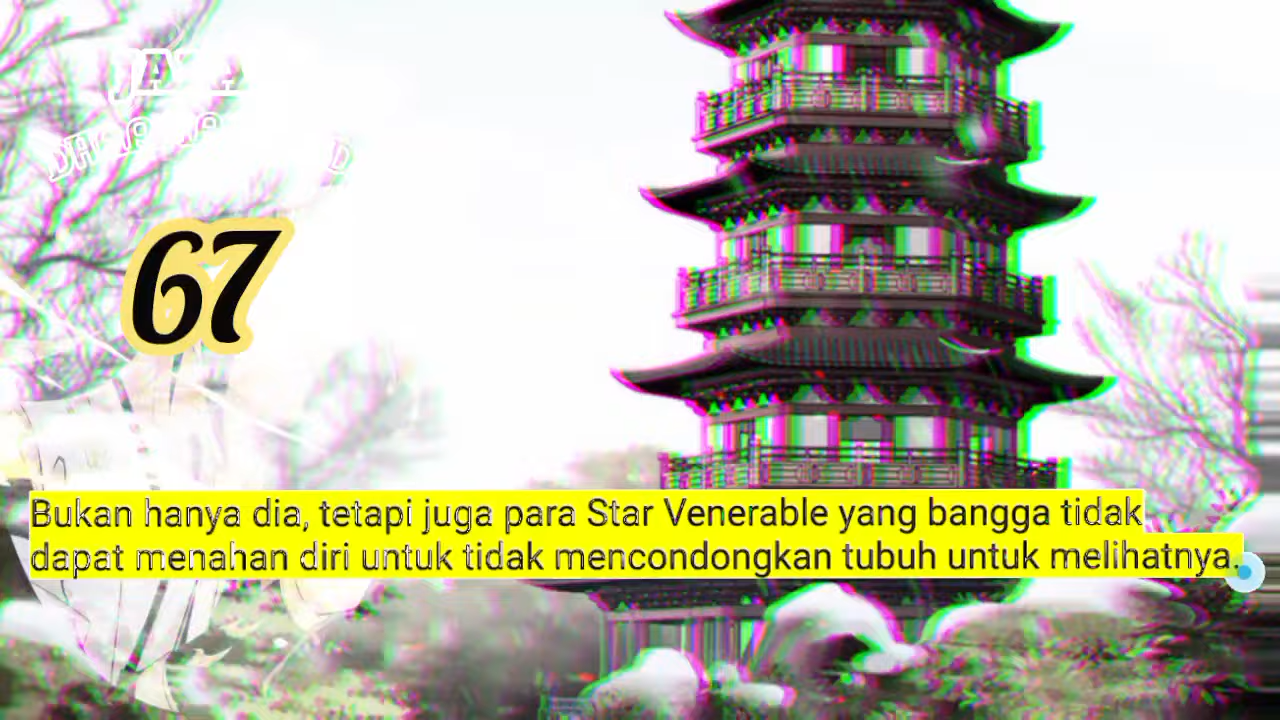 67
Bukan hanya dia, tetapi juga para Star Venerable yang bangga tidak
dapat menahan diri untuk tidak mencondongkan tubuh untuk melihatnya.